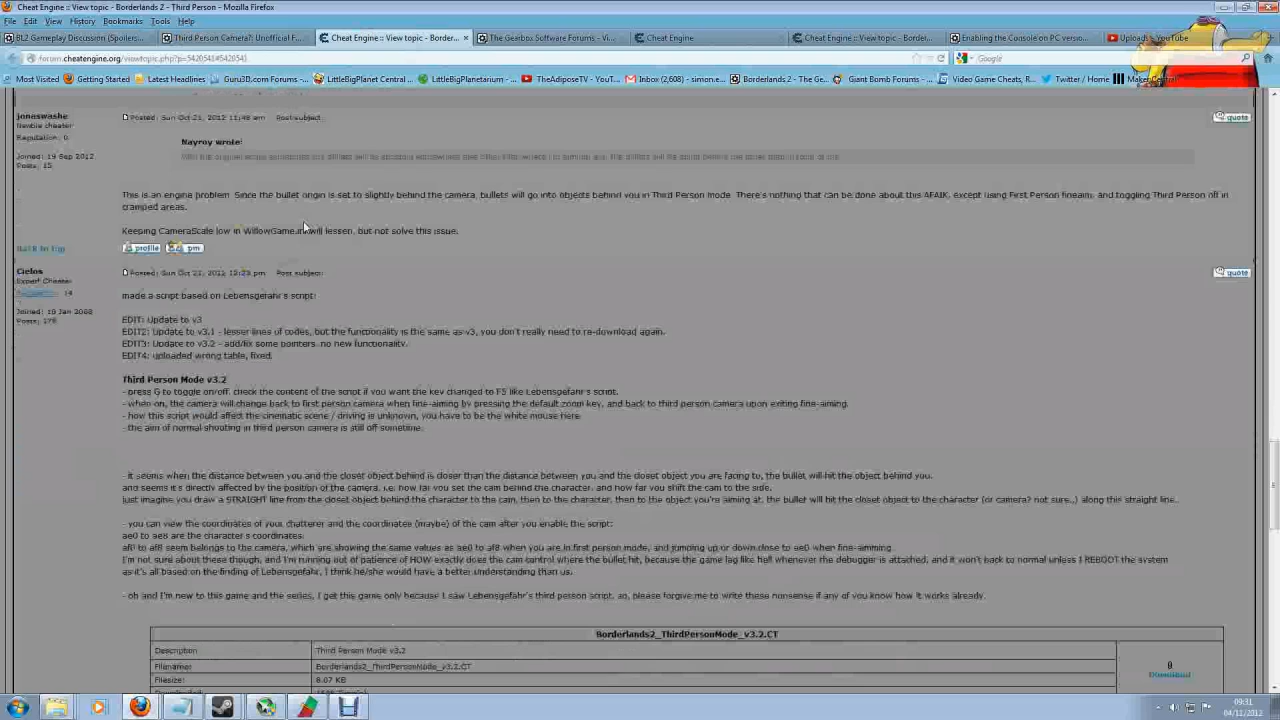 Cheat Engine :: View topic - Borderlands 2 - Third Person - Mozilla Firefox
File Edit View History Bookmarks Tools Help
BL2 Gameplay Discussion (Spoilers... Third Person Camera?: Unofficial F... Cheat Engine :: View topic - Border... × The Gearbox Software Forums - Vi... Cheat Engine Cheat Engine :: View topic - Borde... Enabling the Console on PC versio... Uploads - YouTube
forum.cheatengine.org/viewtopic.php?p=5420541#5420541 Google
Most Visited Getting Started Latest Headlines Guru3D.com Forums - ... LittleBigPlanet Central ... LittleBigPlanetarium - ... TheAdiposeTV - YouT... Inbox (2,608) - simon.e... Borderlands 2 - The Ge... Giant Bomb Forums - ... Video Game Cheats, R... Twitter / Home Maker Central
jonaswashe
Newbie cheater
Reputation: 0
Joined: 19 Sep 2012
Posts: 15
Posted: Sun Oct 21, 2012 11:48 am Post subject:
quote
Nayroy wrote:
This is an engine problem. Since the bullet origin is set to slightly behind the camera, bullets will go into objects behind you in Third Person mode. There's nothing that can be done about this AFAIK, except using First Person fireaim, and toggling Third Person off in
cramped areas.
Keeping CameraScale low in WillowGame.ini will lessen, but not solve this issue.
Back to top
profile pm
Cielos
Expert Cheater
Reputation: 14
Joined: 10 Jan 2008
Posts: 178
Posted: Sun Oct 21, 2012 12:23 pm Post subject:
quote
made a script based on Lebensgefahr's script:
EDIT: Update to v3
EDIT2: Update to v3.1 - lesser lines of codes, but the functionality is the same as v3, you don't really need to re-download again.
EDIT3: Update to v3.2 - add/fix some pointers, no new functionality.
EDIT4: uploaded wrong table, fixed.
Third Person Mode v3.2
- press G to toggle on/off. check the content of the script if you want the key changed to F5 like Lebensgefahr's script.
- when on, the camera will change back to first person camera when fine-aiming by pressing the default zoom key, and back to third person camera upon exiting fine-aiming.
- how this script would affect the cinematic scene / driving is unknown, you have to be the white mouse here.
- the aim of normal shooting in third person camera is still off sometime.
- it seems when the distance between you and the closet object behind is closer than the distance between you and the closet object you are facing to, the bullet will hit the object behind you.
and seems it's directly affected by the position of the camera, i.e. how far you set the cam behind the character, and how far you shift the cam to the side.
just imagine you draw a STRAIGHT line from the closet object behind the character to the cam, then to the character, then to the object you're aiming at, the bullet will hit the closet object to the character (or camera? not sure..) along this straight line..
- you can view the coordinates of your chatterer and the coordinates (maybe) of the cam after you enable the script:
ae0 to ae8 are the character's coordinates.
af0 to af8 seem belongs to the camera, which are showing the same values as ae0 to af8 when you are in first person mode, and jumping up or down close to ae0 when fine-aimming.
I'm not sure about these though, and I'm running out of patience of HOW exactly does the cam control where the bullet hit, because the game lag like hell whenever the debugger is attached, and it won't back to normal unless I REBOOT the system
as it's all based on the finding of Lebensgefahr, I think he/she would have a better understanding than us.
- oh and I'm new to this game and the series, I get this game only because I saw Lebensgefahr's third person script, so, please forgive me to write these nonsense if any of you know how it works already.
Borderlands2_ThirdPersonMode_v3.2.CT
Description Third Person Mode v3.2
Filename: Borderlands2_ThirdPersonMode_v3.2.CT
Filesize: 8.07 KB
Download
09:31
04/12/2012